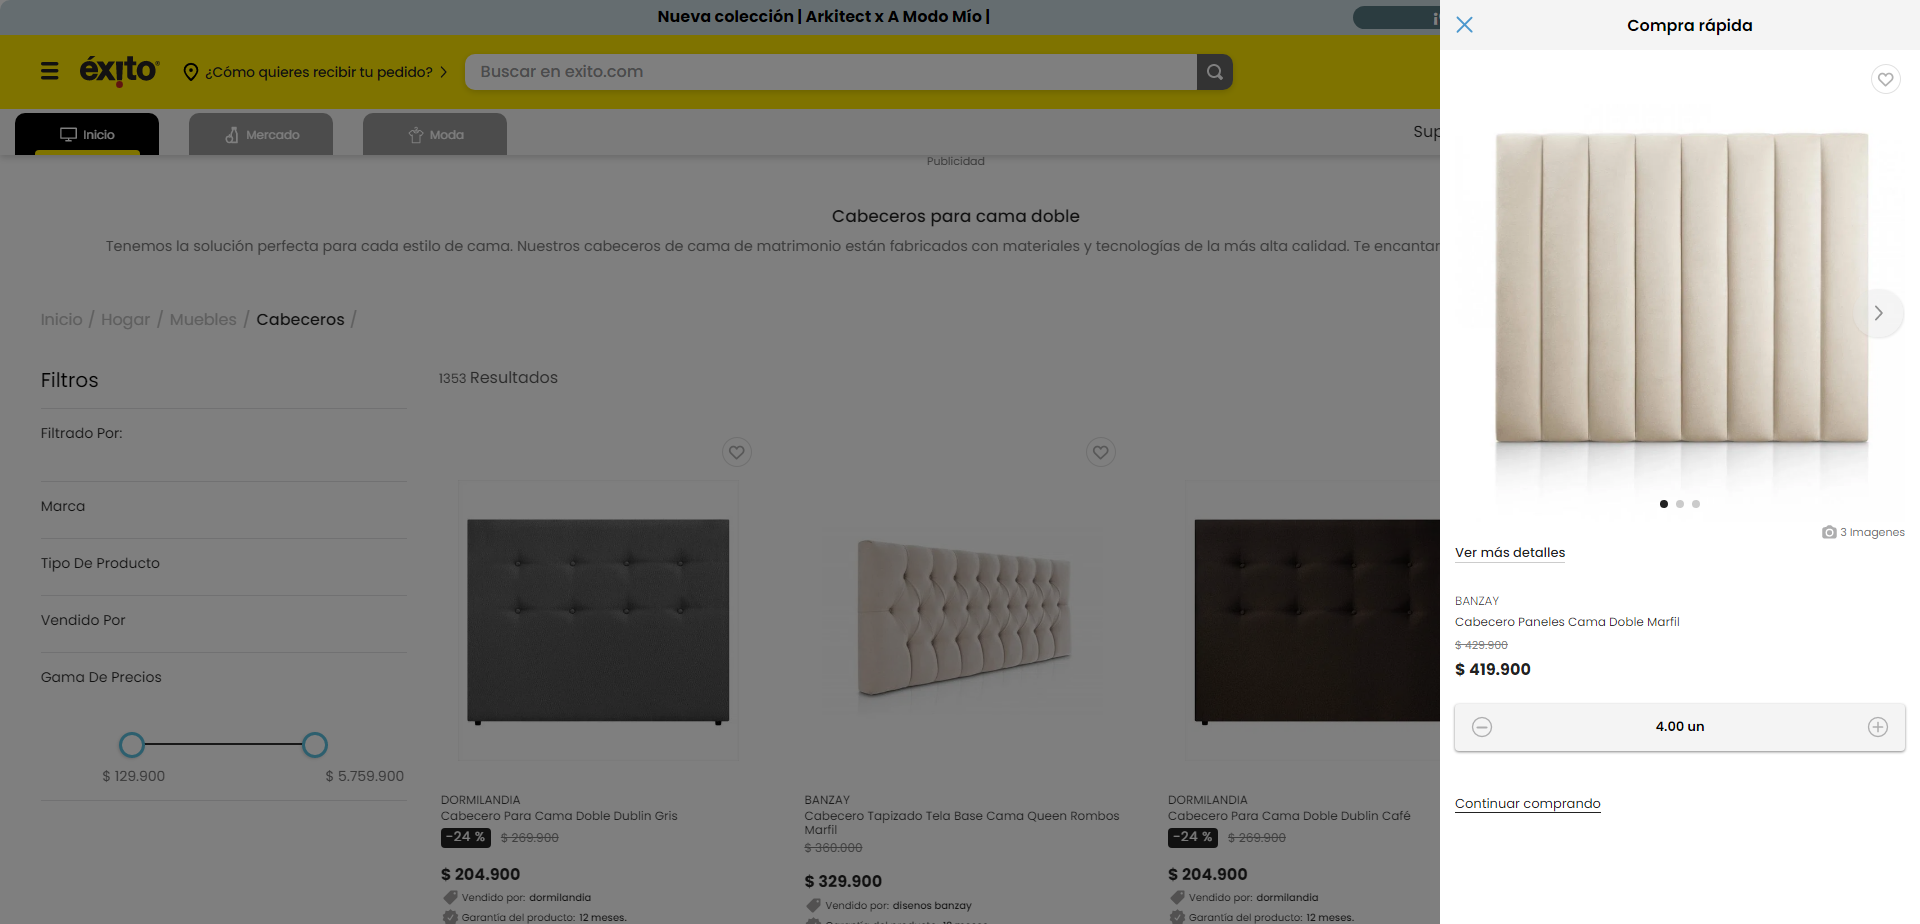 Nueva colección | Arkitect x A Modo Mío |
éxito
¿Cómo quieres recibir tu pedido?
Buscar en exito.com
Inicio
Mercado
Moda
Publicidad
Cabeceros para cama doble
Tenemos la solución perfecta para cada estilo de cama. Nuestros cabeceros de cama de matrimonio están fabricados con materiales y tecnologías de la más alta calidad. Te
Inicio / Hogar / Muebles / Cabeceros /
Filtros
Filtrado Por:
Marca
Tipo De Producto
Vendido Por
Gama De Precios
$ 129.900
$ 5.759.900
1353 Resultados
DORMILANDIA
Cabecero Para Cama Doble Dublin Gris
-24 % $ 269.900
$ 204.900
Vendido por: dormilandia
Garantía del producto: 12 meses.
BANZAY
Cabecero Tapizado Tela Base Cama Queen Rombos
Marfil
$ 360.000
$ 329.900
Vendido por: disenos banzay
DORMILANDIA
Cabecero Para Cama Doble Dublin Café
-24 % $ 269.900
$ 204.900
Vendido por: dormilandia
Garantía del producto: 12 meses.
Compra rápida
3 Imagenes
Ver más detalles
BANZAY
Cabecero Paneles Cama Doble Marfil
$ 429.900
$ 419.900
4.00 un
Continuar comprando